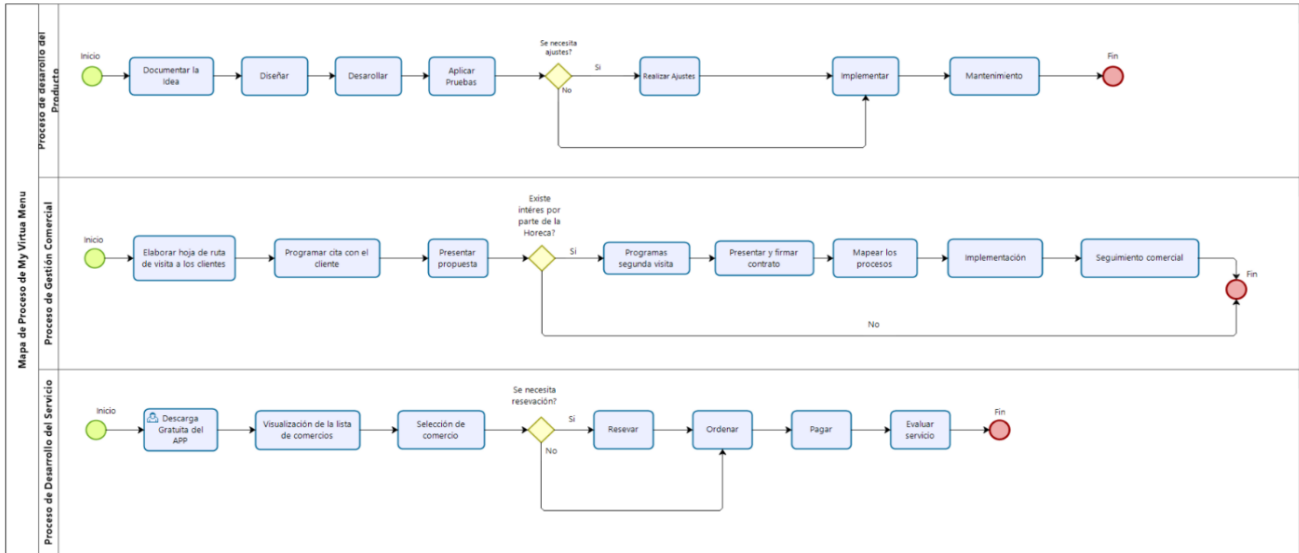 Mapa de Proceso de My Virtua Menu
Proceso de desarollo del
Producto
Inicio
Documentar la
Idea
Diseñar
Desarollar
Aplicar
Pruebas
Se necesita
ajustes?
Si
No
Realizar Ajustes
Implementar
Mantenimiento
Fin
Proceso de Gestión Comercial
Inicio
Elaborar hoja de ruta
de visita a los clientes
Programar cita con el
cliente
Presentar
propuesta
Existe
intéres por
parte de la
Horeca?
Si
No
Programas
segunda visita
Presentar y firmar
contrato
Mapear los
procesos
Implementación
Seguimiento comercial
Fin
Proceso de Desarrollo del Servicio
Inicio
Descarga
Gratuita del
APP
Visualización de la lista
de comercios
Selección de
comercio
Se necesita
resevación?
Si
No
Resevar
Ordenar
Pagar
Evaluar
servicio
Fin